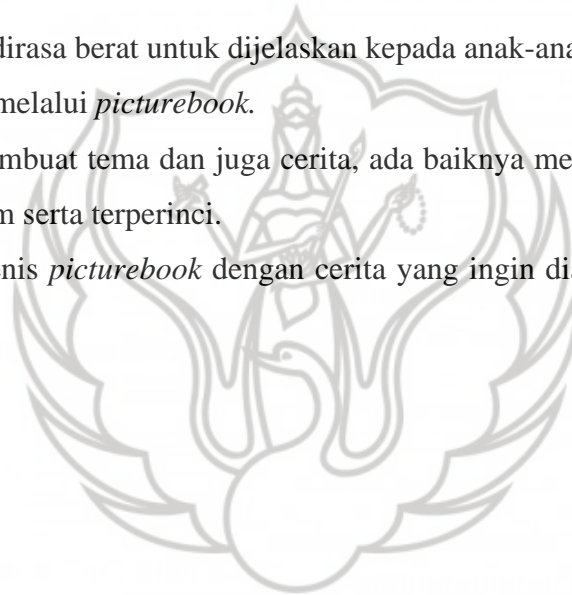 dirasa berat untuk dijelaskan kepada anak-ana
melalui picturebook.
mbuat tema dan juga cerita, ada baiknya me
m serta terperinci.
enis picturebook dengan cerita yang ingin di